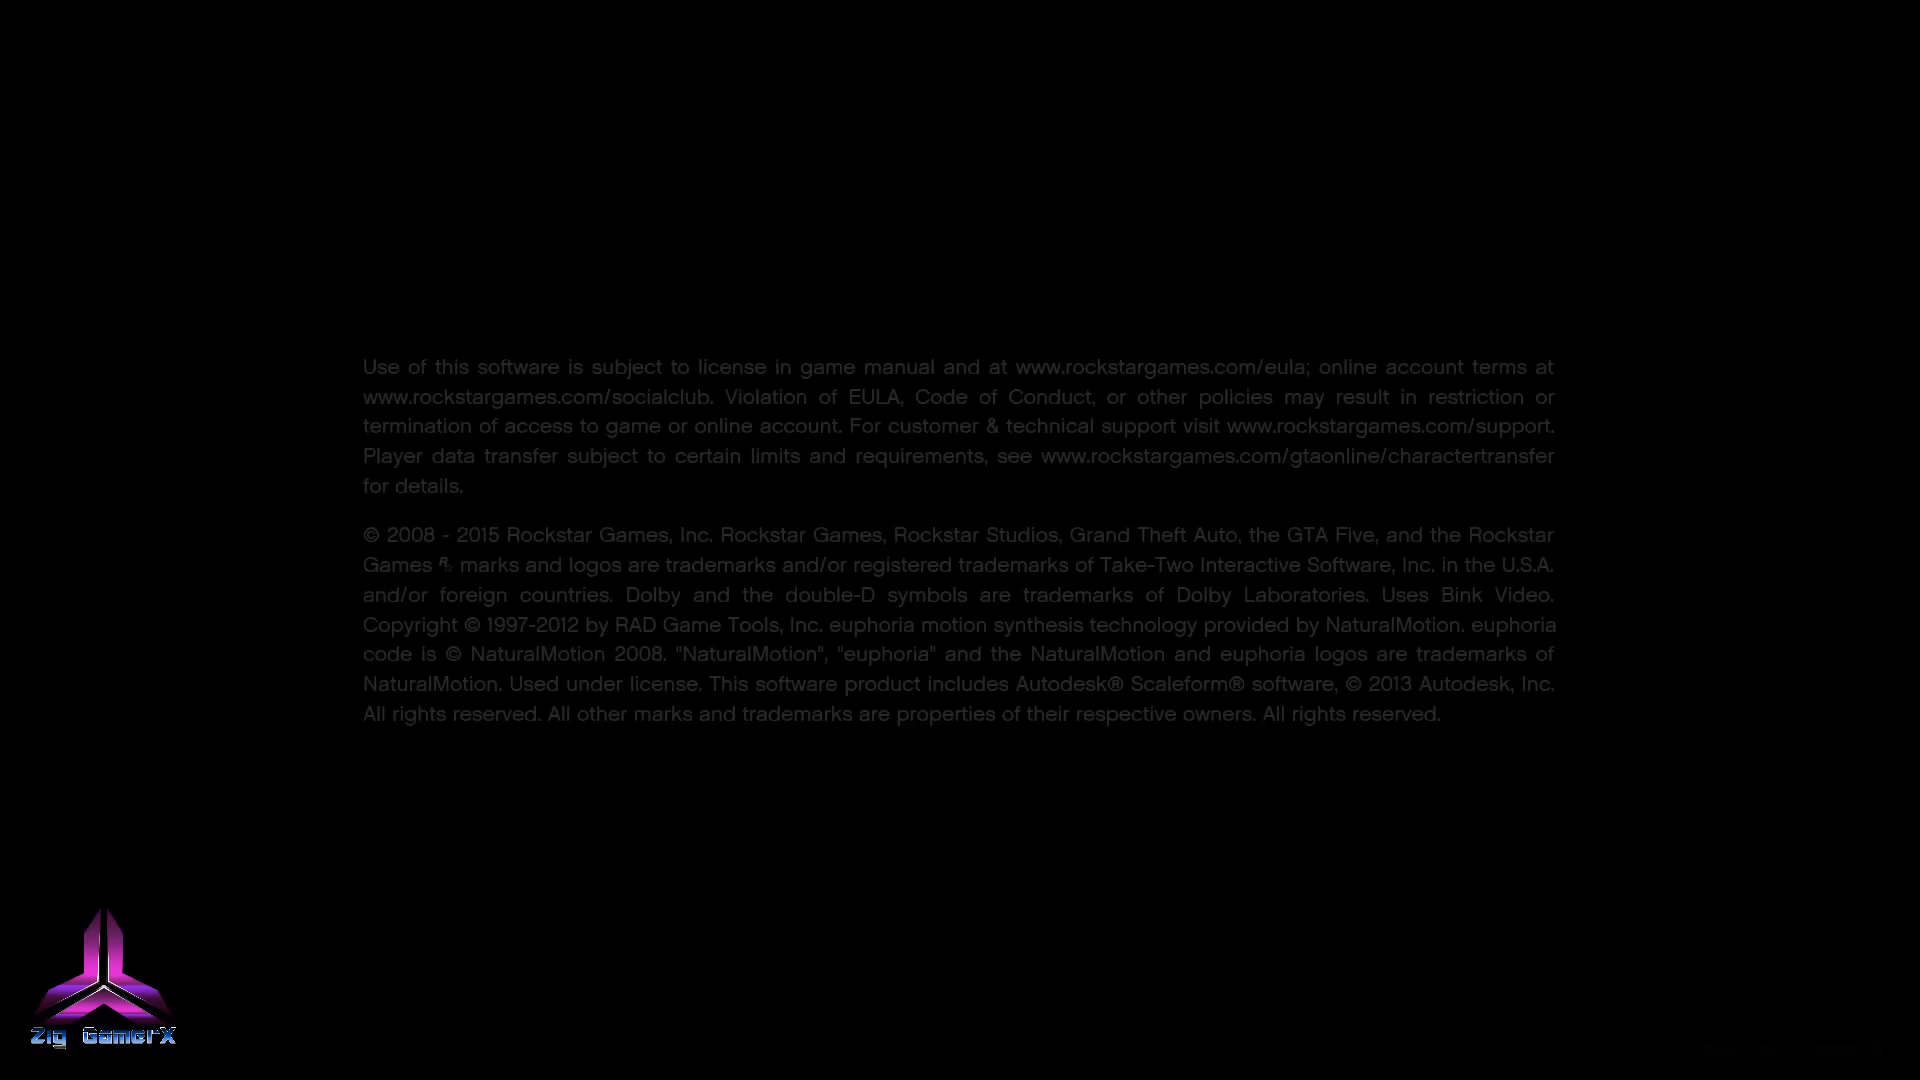 Use of this software is subject to license in game manual and at www.rockstargames.com/eula; online account terms at
www.rockstargames.com/socialclub. Violation of EULA, Code of Conduct, or other policies may result in restriction or
termination of access to game or online account. For customer & technical support visit www.rockstargames.com/support.
Player data transfer subject to certain limits and requirements, see www.rockstargames.com/gtaonline/charactertransfer
for details.
© 2008 - 2015 Rockstar Games, Inc. Rockstar Games, Rockstar Studios, Grand Theft Auto, the GTA Five, and the Rockstar
Games R* marks and logos are trademarks and/or registered trademarks of Take-Two Interactive Software, Inc. in the U.S.A.
and/or foreign countries. Dolby and the double-D symbols are trademarks of Dolby Laboratories. Uses Bink Video.
Copyright © 1997-2012 by RAD Game Tools, Inc. euphoria motion synthesis technology provided by NaturalMotion. euphoria
code is © NaturalMotion 2008. "NaturalMotion", "euphoria" and the NaturalMotion and euphoria logos are trademarks of
NaturalMotion. Used under license. This software product includes Autodesk® Scaleform® software, © 2013 Autodesk, Inc.
All rights reserved. All other marks and trademarks are properties of their respective owners. All rights reserved.
Zig GamerX